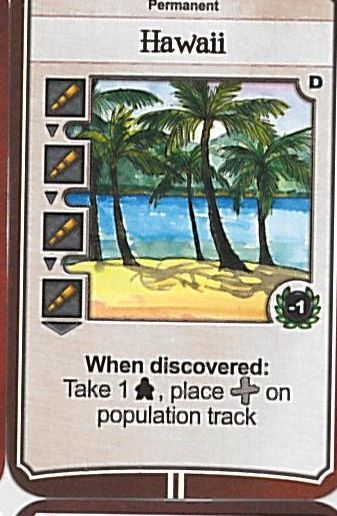 Permanent
Hawaii
D
-1
When discovered:
Take 1 , place on
population track